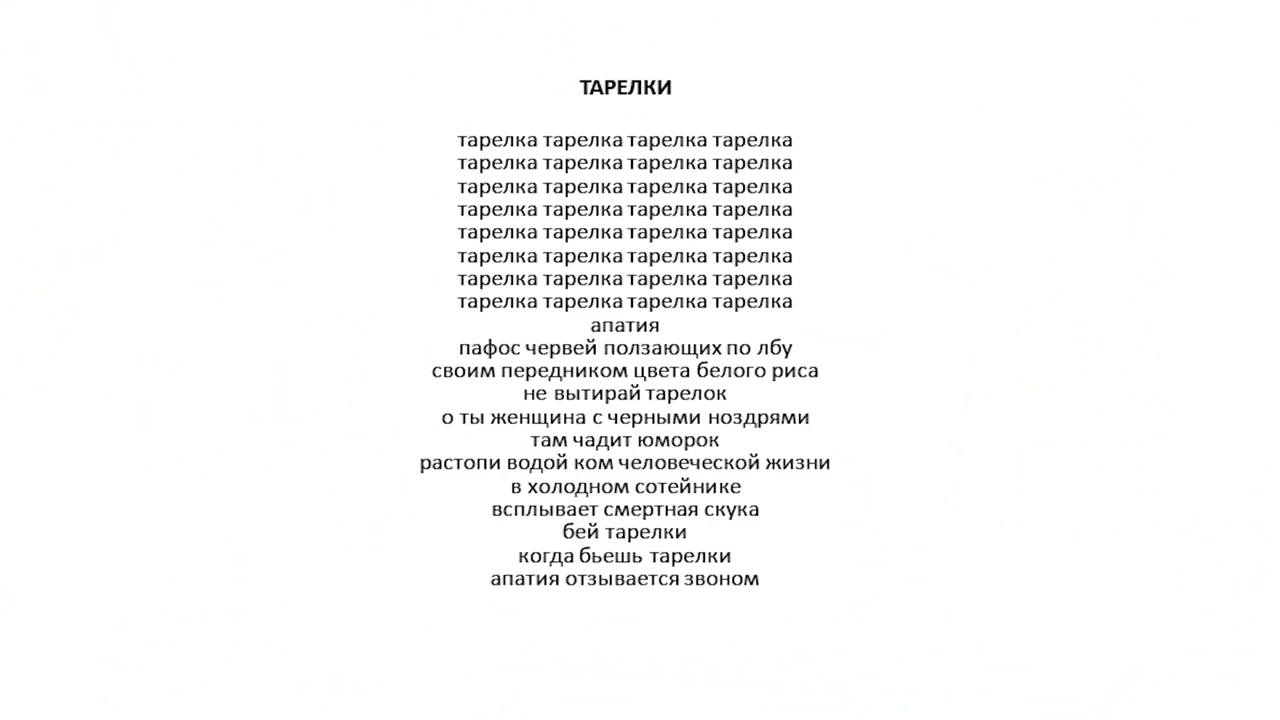 ТАРЕЛКИ
тарелка тарелка тарелка тарелка
тарелка тарелка тарелка тарелка
тарелка тарелка тарелка тарелка
тарелка тарелка тарелка тарелка
тарелка тарелка тарелка тарелка
тарелка тарелка тарелка тарелка
тарелка тарелка тарелка тарелка
тарелка тарелка тарелка тарелка
апатия
пафос червей ползающих по лбу
своим передником цвета белого риса
не вытирай тарелок
о ты женщина с черными ноздрями
там чадит юморок
растопи водой ком человеческой жизни
в холодном сотейнике
всплывает смертная скука
бей тарелки
когда бьешь тарелки
апатия отзывается звоном